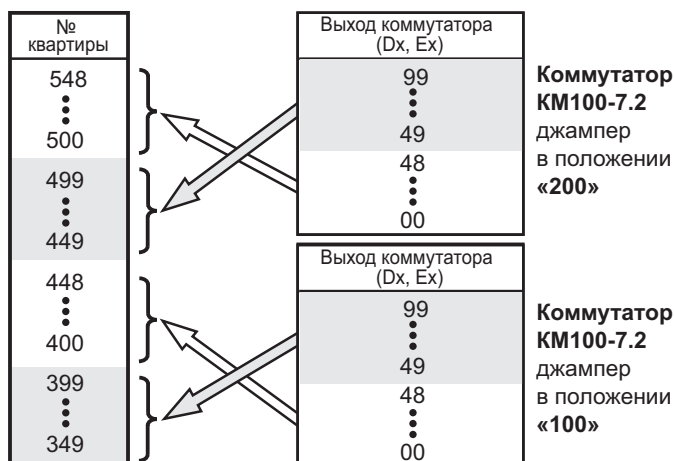 №
квартиры
548
500
499
449
448
400
399
349
Выход коммутатора
(Dx, Ex)
99
49
48
00
Коммутатор
КМ100-7.2
джампер
в положении
«200»
Выход коммутатора
(Dx, Ex)
99
49
48
00
Коммутатор
КМ100-7.2
джампер
в положении
«100»